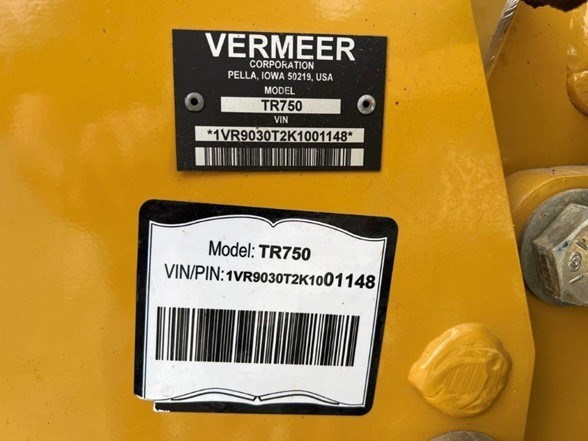 VERMEER
CORPORATION
PELLA, IOWA 50219, USA
MODEL
TR750
VIN
*1VR9030T2K1001148*
Model: TR750
VIN/PIN: 1VR9030T2K1001148